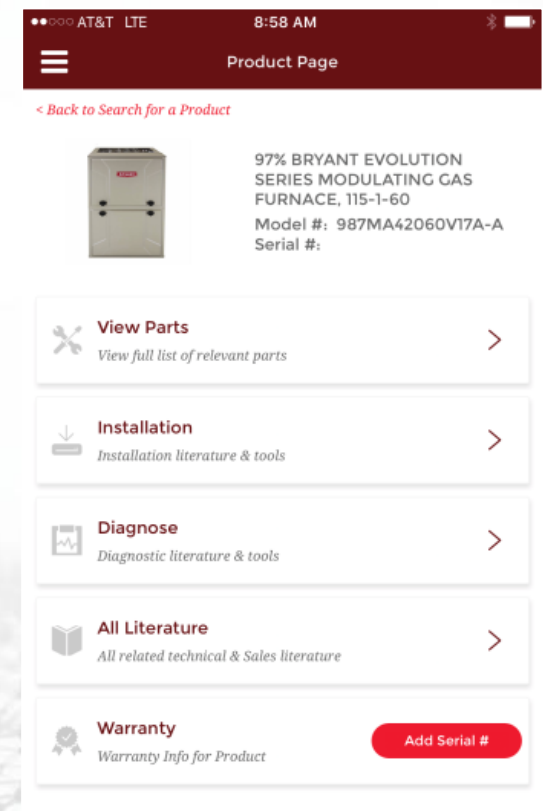 AT&T LTE 8:58 AM
Product Page
< Back to Search for a Product
97% BRYANT EVOLUTION
SERIES MODULATING GAS
FURNACE, 115-1-60
Model #: 987MA42060V17A-A
Serial #:
View Parts
View full list of relevant parts
Installation
Installation literature & tools
Diagnose
Diagnostic literature & tools
All Literature
All related technical & Sales literature
Warranty
Warranty Info for Product
Add Serial #